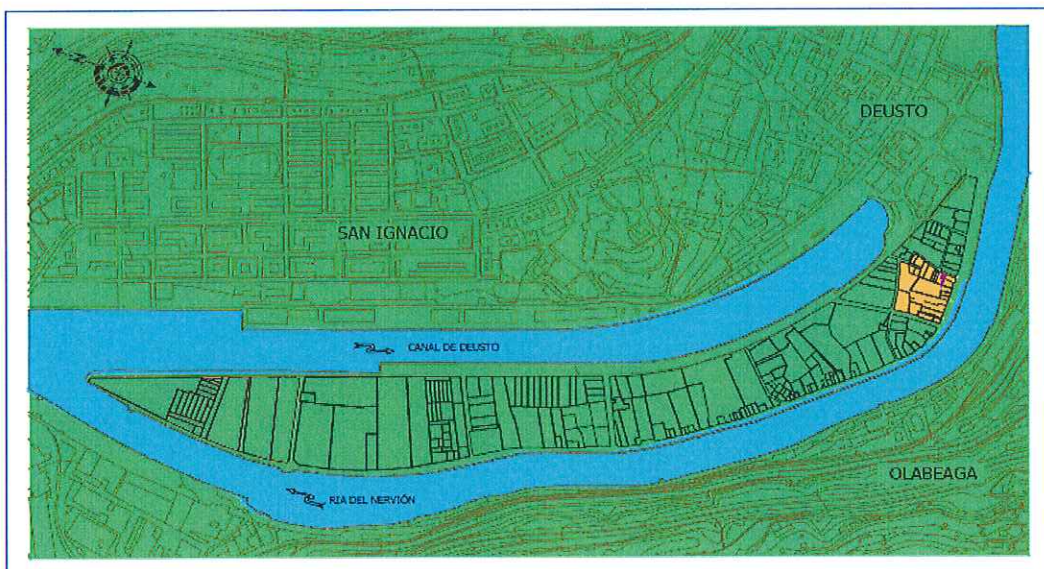 DEUSTO
SAN IGNACIO
CANAL DE DEUSTO
OLABEAGA
RIA DEL NERVIÓN